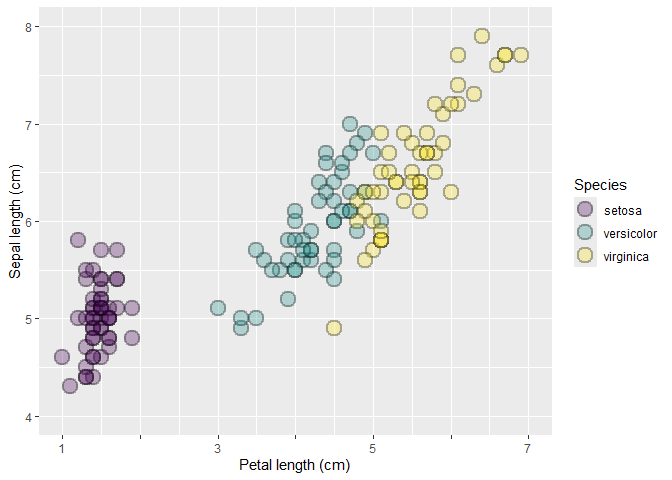 8
7
6
5
4
Sepal length (cm)
1
3
5
7
Petal length (cm)
Species
setosa
versicolor
virginica